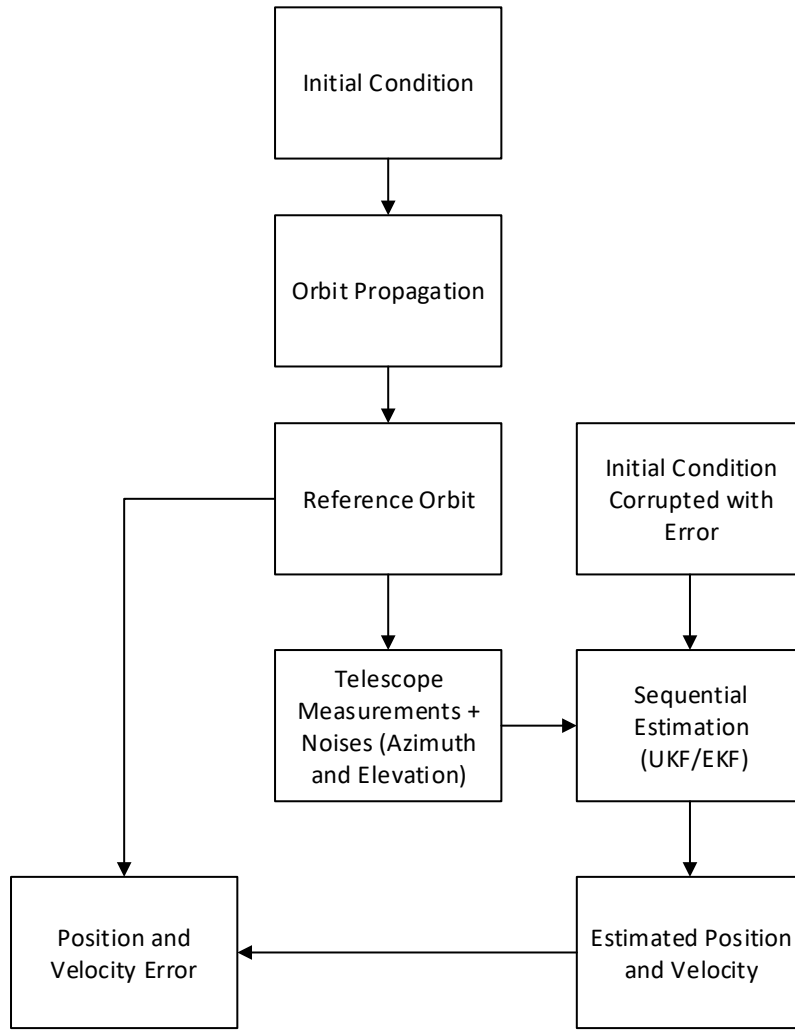 Initial Condition
Orbit Propagation
Reference Orbit
Initial Condition
Corrupted with
Error
Telescope
Measurements +
Noises (Azimuth
and Elevation)
Sequential
Estimation
(UKF/EKF)
Position and
Velocity Error
Estimated Position
and Velocity